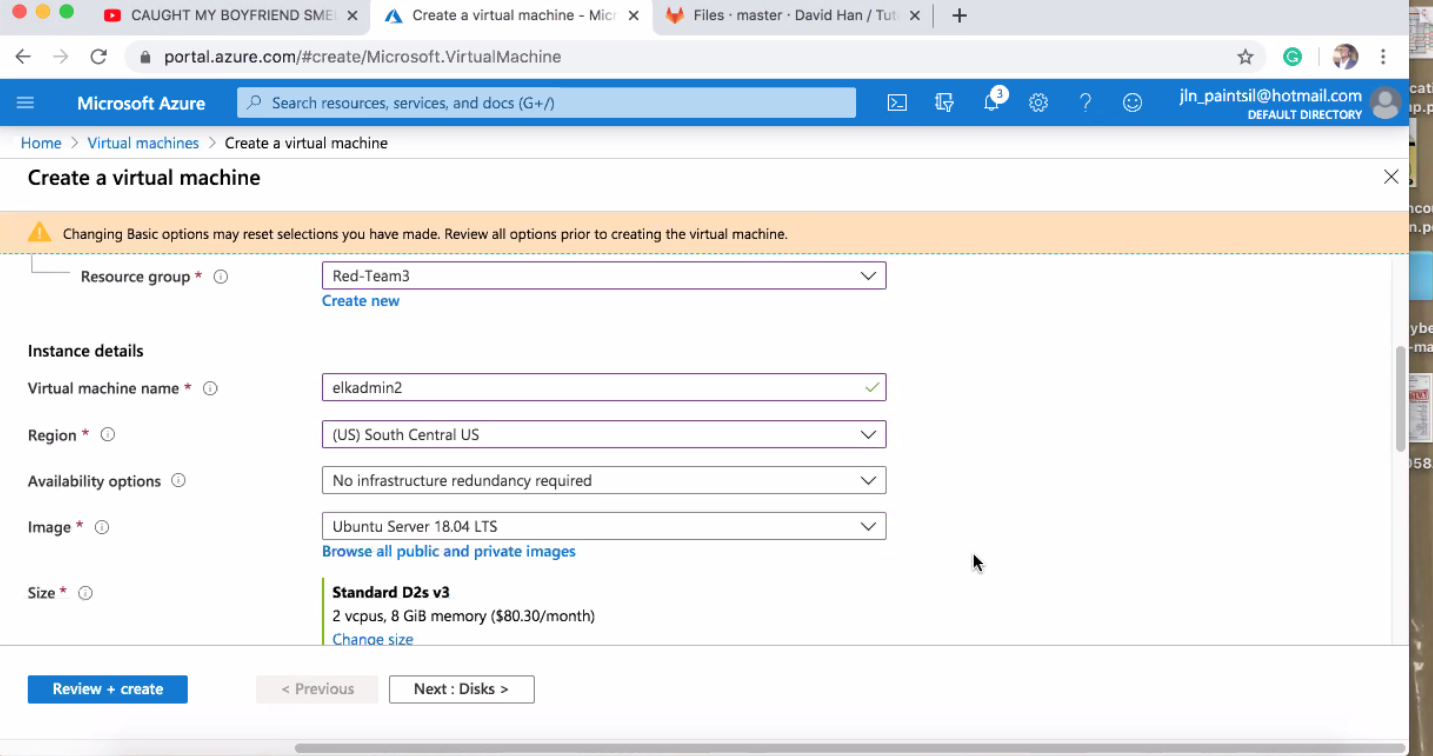 CAUGHT MY BOYFRIEND SME
Create a virtual machine - Micr
Files · master · David Han / Tut
portal.azure.com/#create/Microsoft.VirtualMachine
Microsoft Azure
Search resources, services, and docs (G+/)
3
jln_paintsil@hotmail.com
DEFAULT DIRECTORY
Home > Virtual machines > Create a virtual machine
Create a virtual machine
Changing Basic options may reset selections you have made. Review all options prior to creating the virtual machine.
Resource group * Red-Team3
Create new
Instance details
Virtual machine name * elkadmin2
Region * (US) South Central US
Availability options No infrastructure redundancy required
Image * Ubuntu Server 18.04 LTS
Browse all public and private images
Size * Standard D2s v3
2 vcpus, 8 GiB memory ($80.30/month)
Change size
Review + create < Previous Next : Disks >